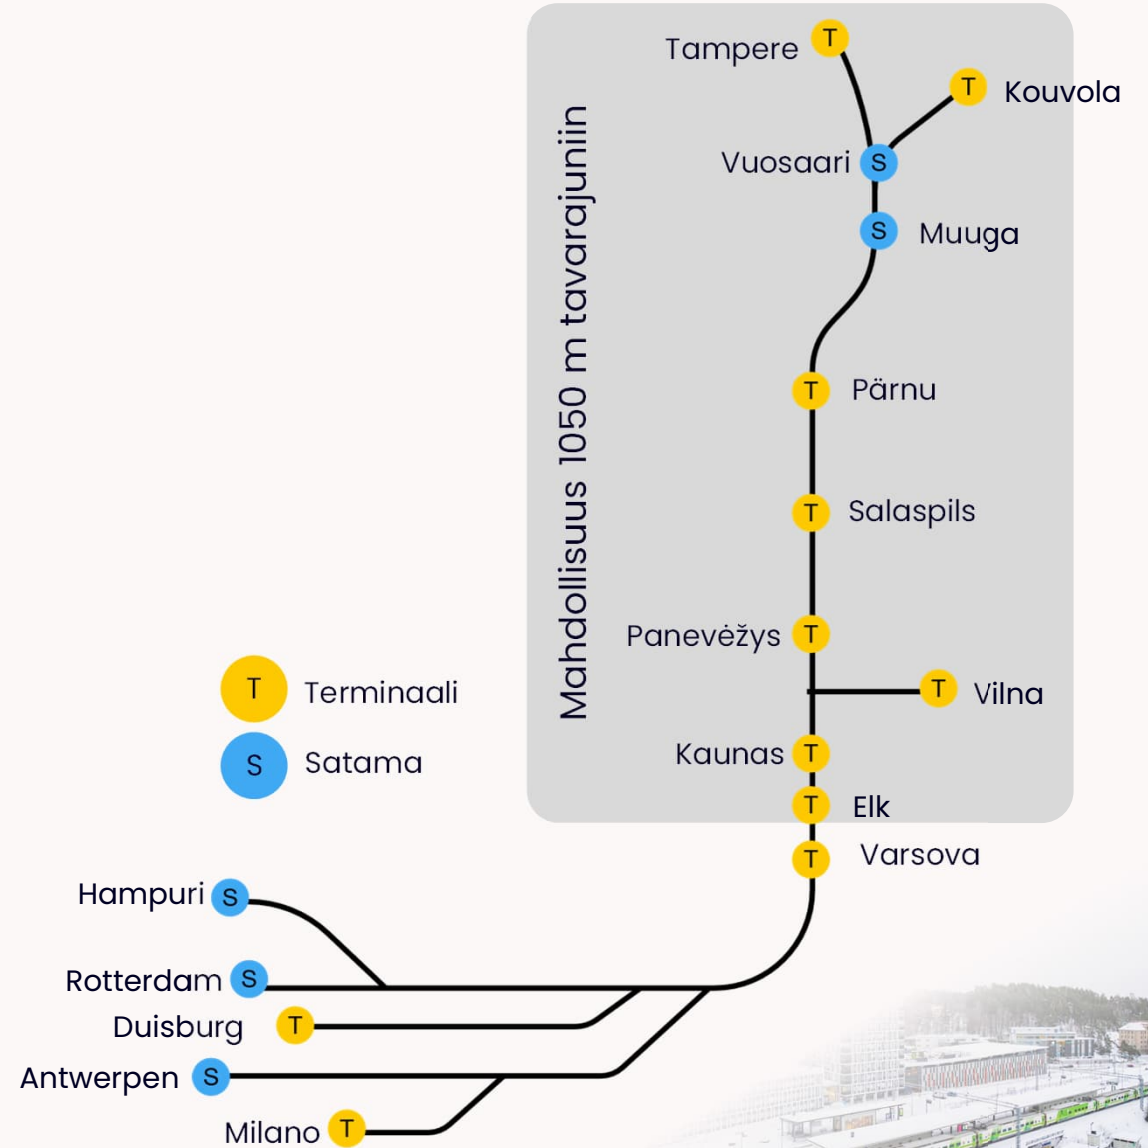 Tampere T
T Kouvola
Vuosaari S
S Muuga
Mahdollisuus 1050 m tavarajuniin
T Pärnu
T Salaspils
Panevėžys T
T Vilna
Kaunas T
T Elk
T Varsova
T Terminaali
S Satama
Hampuri S
Rotterdam S
Duisburg T
Antwerpen S
Milano T